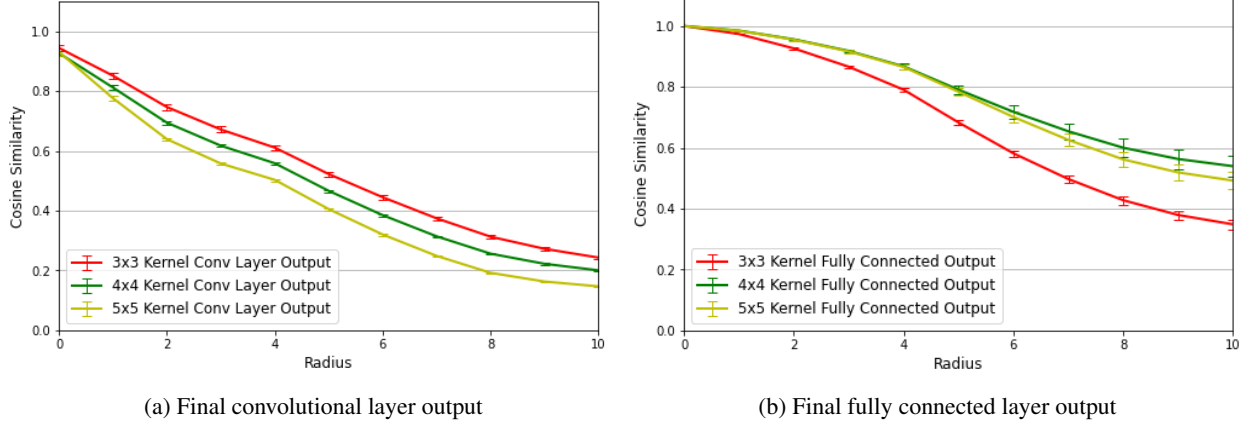 1.0
0.8
0.6
0.4
0.2
0.0
Cosine Similarity
3x3 Kernel Conv Layer Output
4x4 Kernel Conv Layer Output
5x5 Kernel Conv Layer Output
0 2 4 6 8 10
Radius
(a) Final convolutional layer output
1.0
0.8
0.6
0.4
0.2
0.0
Cosine Similarity
3x3 Kernel Fully Connected Output
4x4 Kernel Fully Connected Output
5x5 Kernel Fully Connected Output
0 2 4 6 8 10
Radius
(b) Final fully connected layer output